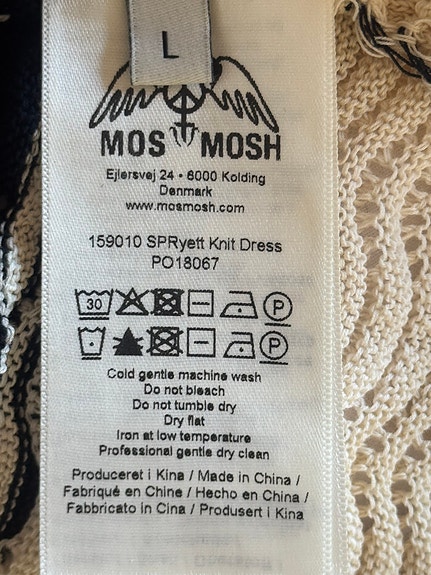 L
MOS MOSH
Ejlersvej 24 • 6000 Kolding
Denmark
www.mosmosh.com
159010 SPRyett Knit Dress
PO18067
30 P
P
Cold gentle machine wash
Do not bleach
Do not tumble dry
Dry flat
Iron at low temperature
Professional gentle dry clean
Produceret i Kina / Made in China /
Fabriqué en Chine / Hecho en China /
Fabbricato in Cina / Produsert i Kina